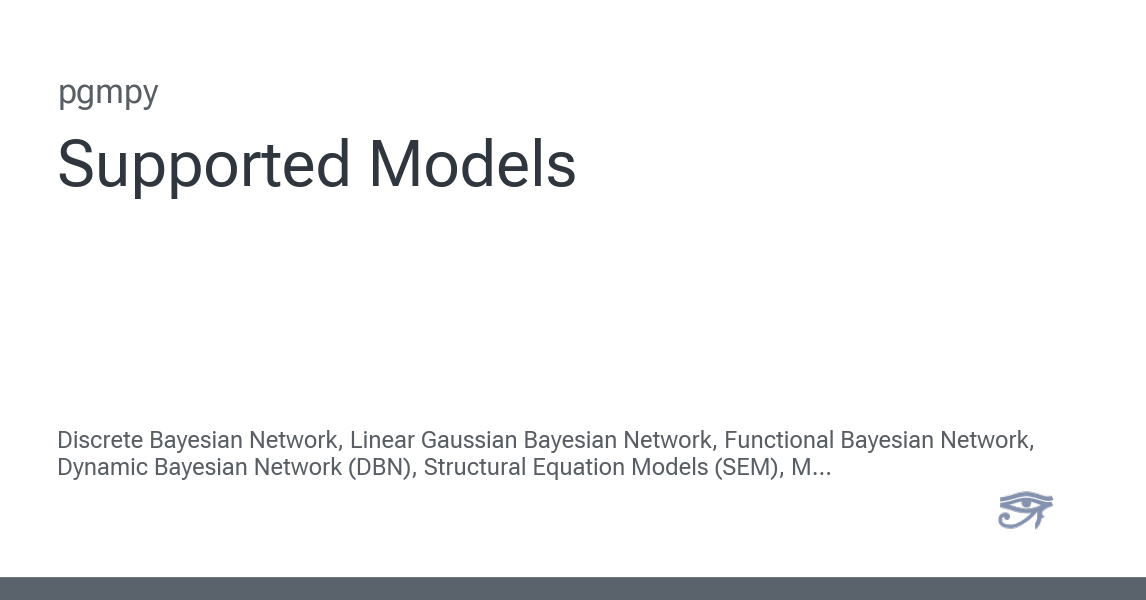 pgmpy
Supported Models
Discrete Bayesian Network, Linear Gaussian Bayesian Network, Functional Bayesian Network,
Dynamic Bayesian Network (DBN), Structural Equation Models (SEM), M...